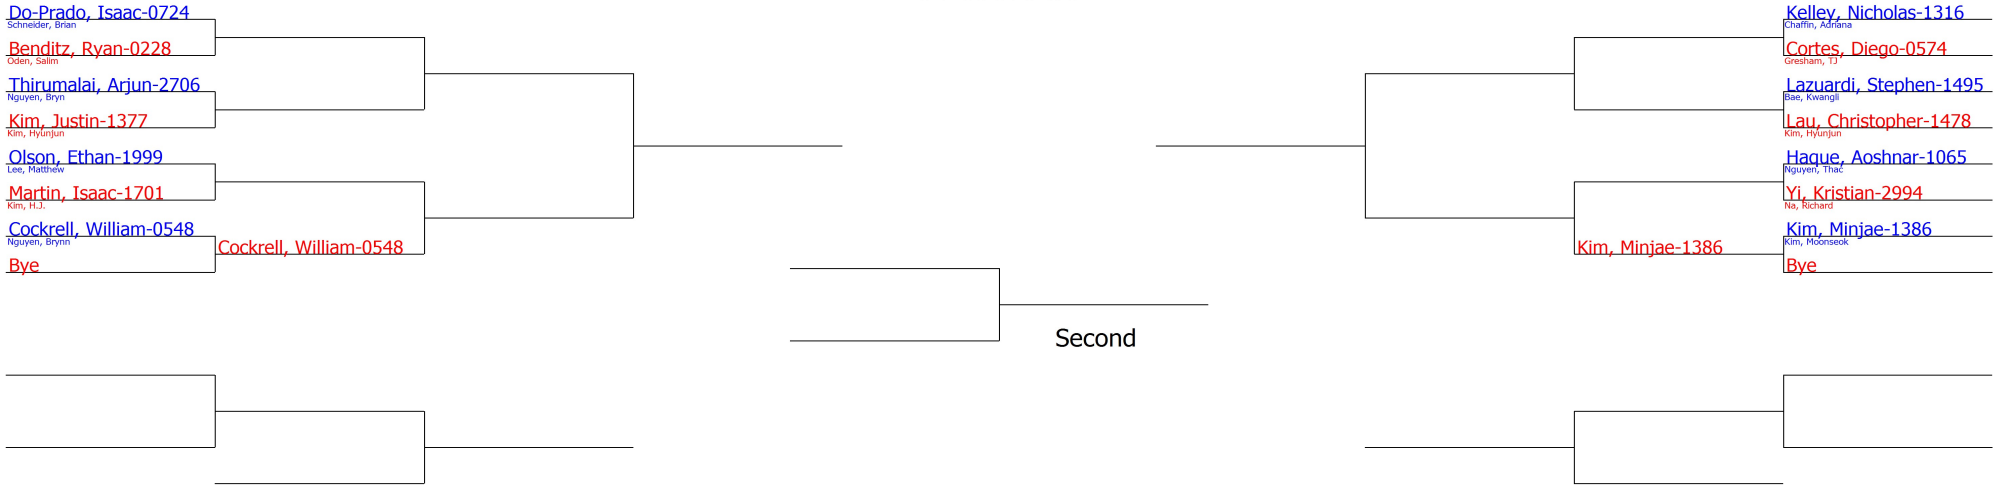 Do-Prado, Isaac-0724
Schneider, Brian
Benditz, Ryan-0228
Oden, Salim
Thirumalai, Arjun-2706
Nguyen, Bryn
Kim, Justin-1377
Kim, Hyunjun
Olson, Ethan-1999
Lee, Matthew
Martin, Isaac-1701
Kim, H.J.
Cockrell, William-0548
Nguyen, Brynn
Bye
Cockrell, William-0548
Second
Kim, Minjae-1386
Kelley, Nicholas-1316
Chaffin, Adriana
Cortes, Diego-0574
Gresham, TJ
Lazuardi, Stephen-1495
Bae, Kwangli
Lau, Christopher-1478
Kim, Hyunjun
Haque, Aoshnar-1065
Nguyen, Thac
Yi, Kristian-2994
Na, Richard
Kim, Minjae-1386
Kim, Moonseok
Bye